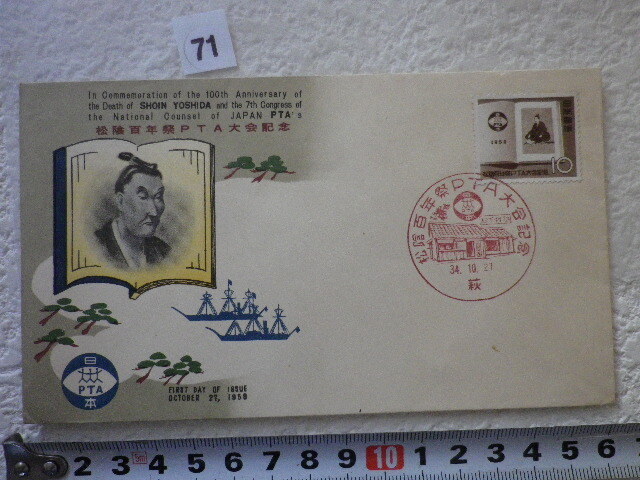 71
In Commemoration of the 100th Anniversary of
the Death of SHOIN YOSHIDA and the 7th Congress of
the National Counsel of JAPAN PTA's
松陰百年祭PTA大会記念
1959
10
松陰百年祭PTA大会記念
34.10.27
萩
日
PTA
本
FIRST DAY OF ISSUE
OCTOBER 27, 1959
2 3 4 5 6 7 8 9 10 1 2 3 4 5 6